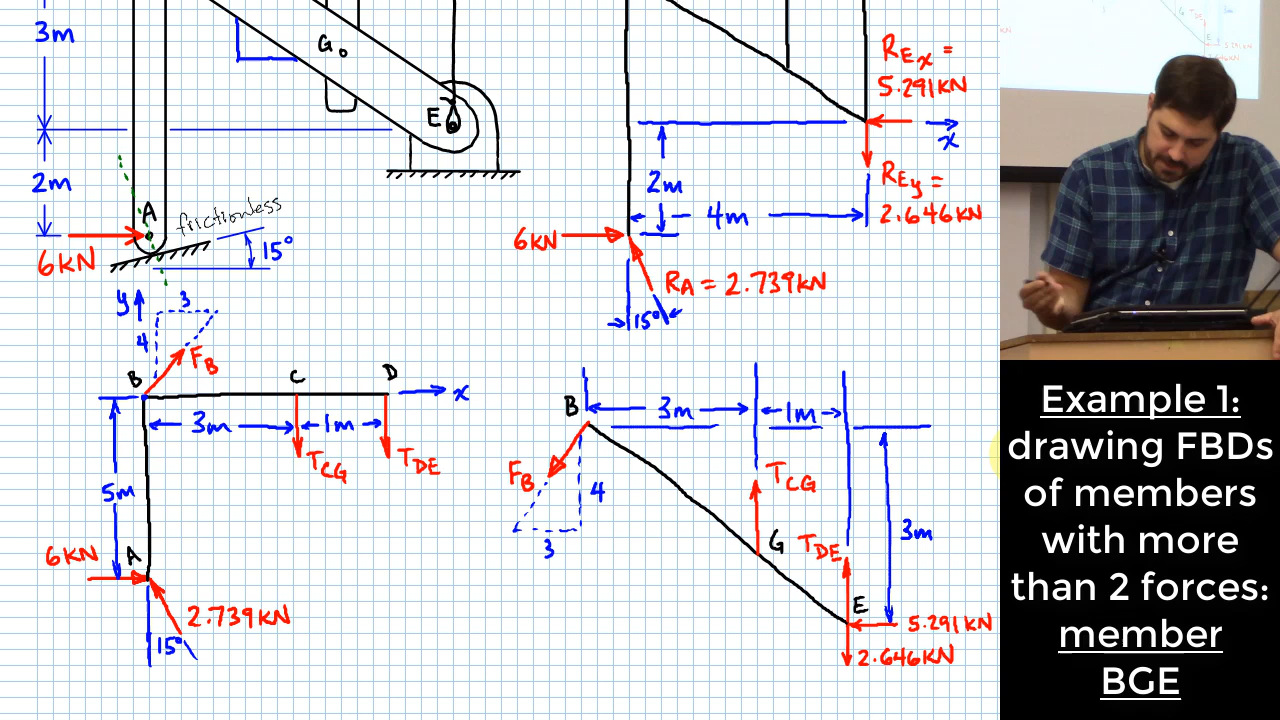 3m
G
E
2m
A
frictionless
6KN
15°
R_Ex =
5.291KN
x
2m
4m
R_Ey =
2.646KN
6KN
R_A = 2.739KN
15°
y
3
4
F_B
B
C
D
x
3m
1m
T_CG
T_DE
5m
6KN
A
2.739KN
15°
B
3m
1m
F_B
4
3
T_CG
G
T_DE
3m
E
5.291KN
2.646KN
Example 1:
drawing FBDs
of members
with more
than 2 forces:
member
BGE